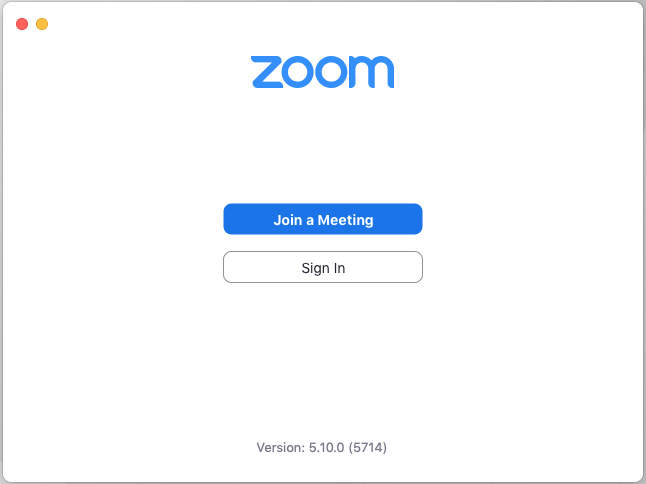 zoom
Join a Meeting
Sign In
Version: 5.10.0 (5714)